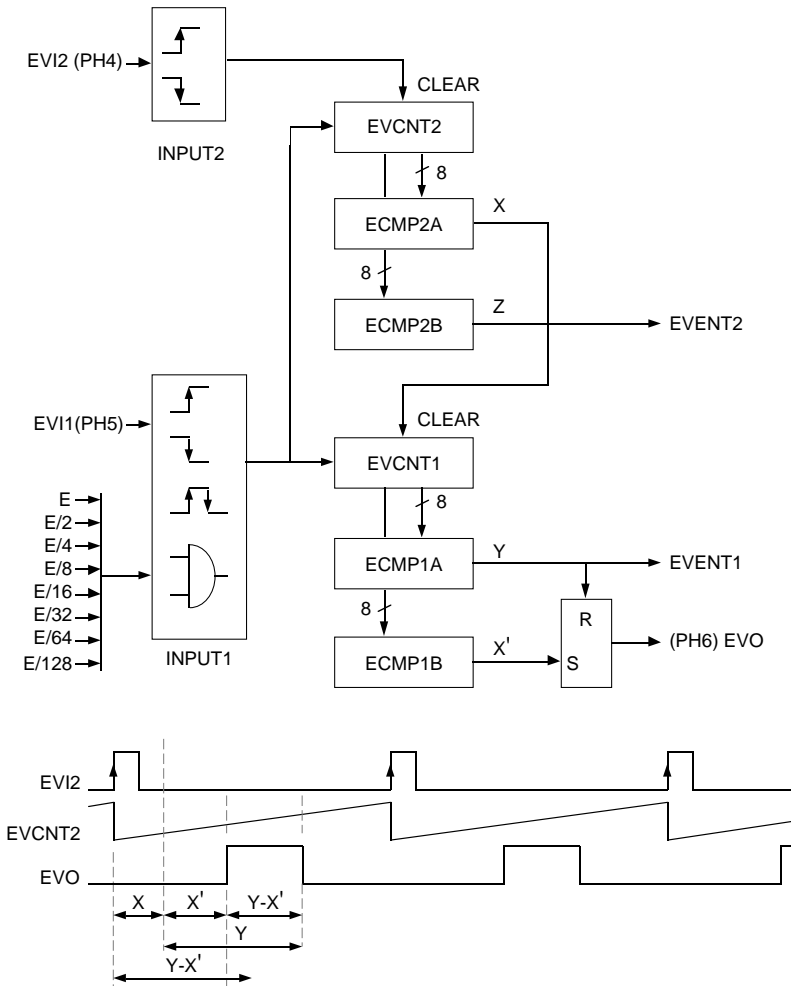 EVI2 (PH4)
INPUT2
CLEAR
EVCNT2
8
ECMP2A
X
8
ECMP2B
Z
EVENT2
EVI1(PH5)
CLEAR
EVCNT1
8
E
E/2
E/4
E/8
E/16
E/32
E/64
E/128
INPUT1
ECMP1A
Y
EVENT1
8
R
S
(PH6) EVO
ECMP1B
X'
EVI2
EVCNT2
EVO
X
X'
Y-X'
Y
Y-X'